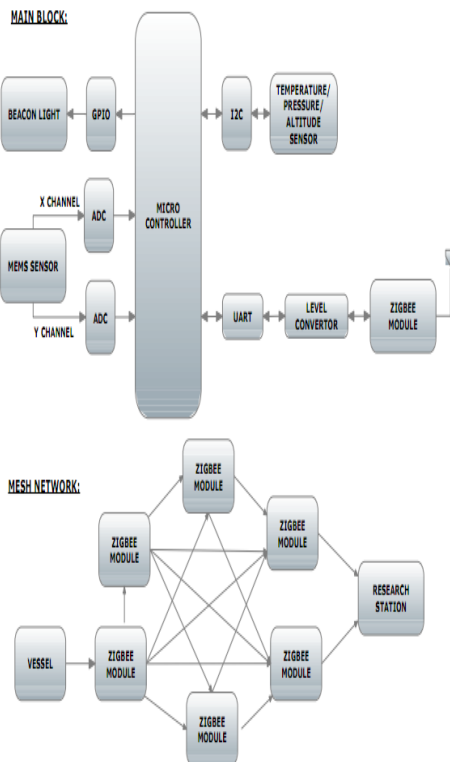 MAIN BLOCK:
BEACON LIGHT
GPIO
I2C
TEMPERATURE/
PRESSURE/
ALTITUDE
SENSOR
X CHANNEL
ADC
MICRO
CONTROLLER
MEMS SENSOR
ADC
Y CHANNEL
UART
LEVEL
CONVERTOR
ZIGBEE
MODULE
MESH NETWORK:
ZIGBEE
MODULE
ZIGBEE
MODULE
ZIGBEE
MODULE
RESEARCH
STATION
VESSEL
ZIGBEE
MODULE
ZIGBEE
MODULE
ZIGBEE
MODULE